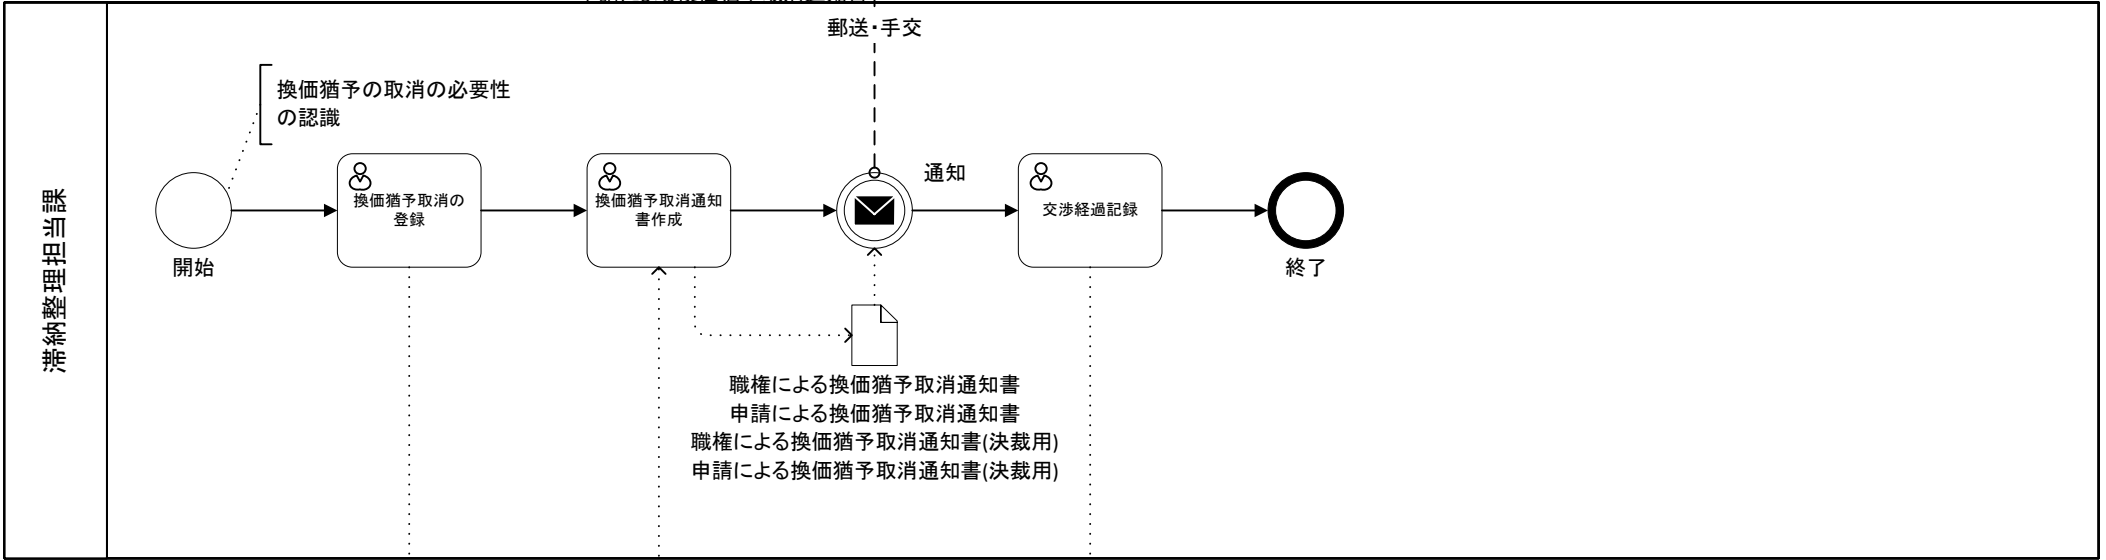 郵送・手交
換価猶予の取消の必要性
の認識
通知
換価猶予取消の
登録
換価猶予取消通知
書作成
交渉経過記録
開始
終了
滞納整理担当課
職権による換価猶予取消通知書
申請による換価猶予取消通知書
職権による換価猶予取消通知書(決裁用)
申請による換価猶予取消通知書(決裁用)